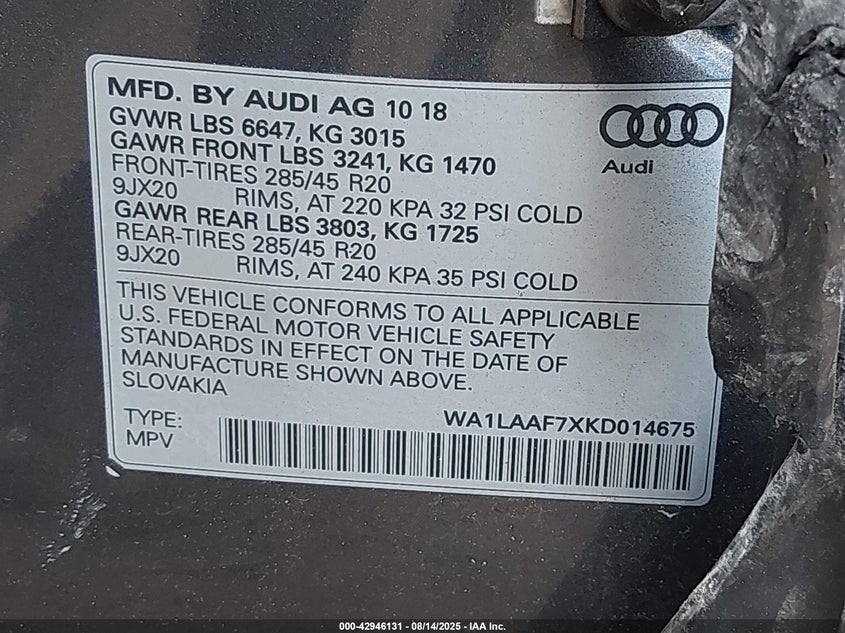 MFD. BY AUDI AG 10 18
GVWR LBS 6647, KG 3015
GAWR FRONT LBS 3241, KG 1470
FRONT-TIRES 285/45 R20
9JX20 RIMS, AT 220 KPA 32 PSI COLD
GAWR REAR LBS 3803, KG 1725
REAR-TIRES 285/45 R20
9JX20 RIMS, AT 240 KPA 35 PSI COLD
Audi
THIS VEHICLE CONFORMS TO ALL APPLICABLE
U.S. FEDERAL MOTOR VEHICLE SAFETY
STANDARDS IN EFFECT ON THE DATE OF
MANUFACTURE SHOWN ABOVE.
SLOVAKIA
WA1LAAF7XKD014675
TYPE:
MPV
000-42946131 - 08/14/2025 - IAA Inc.